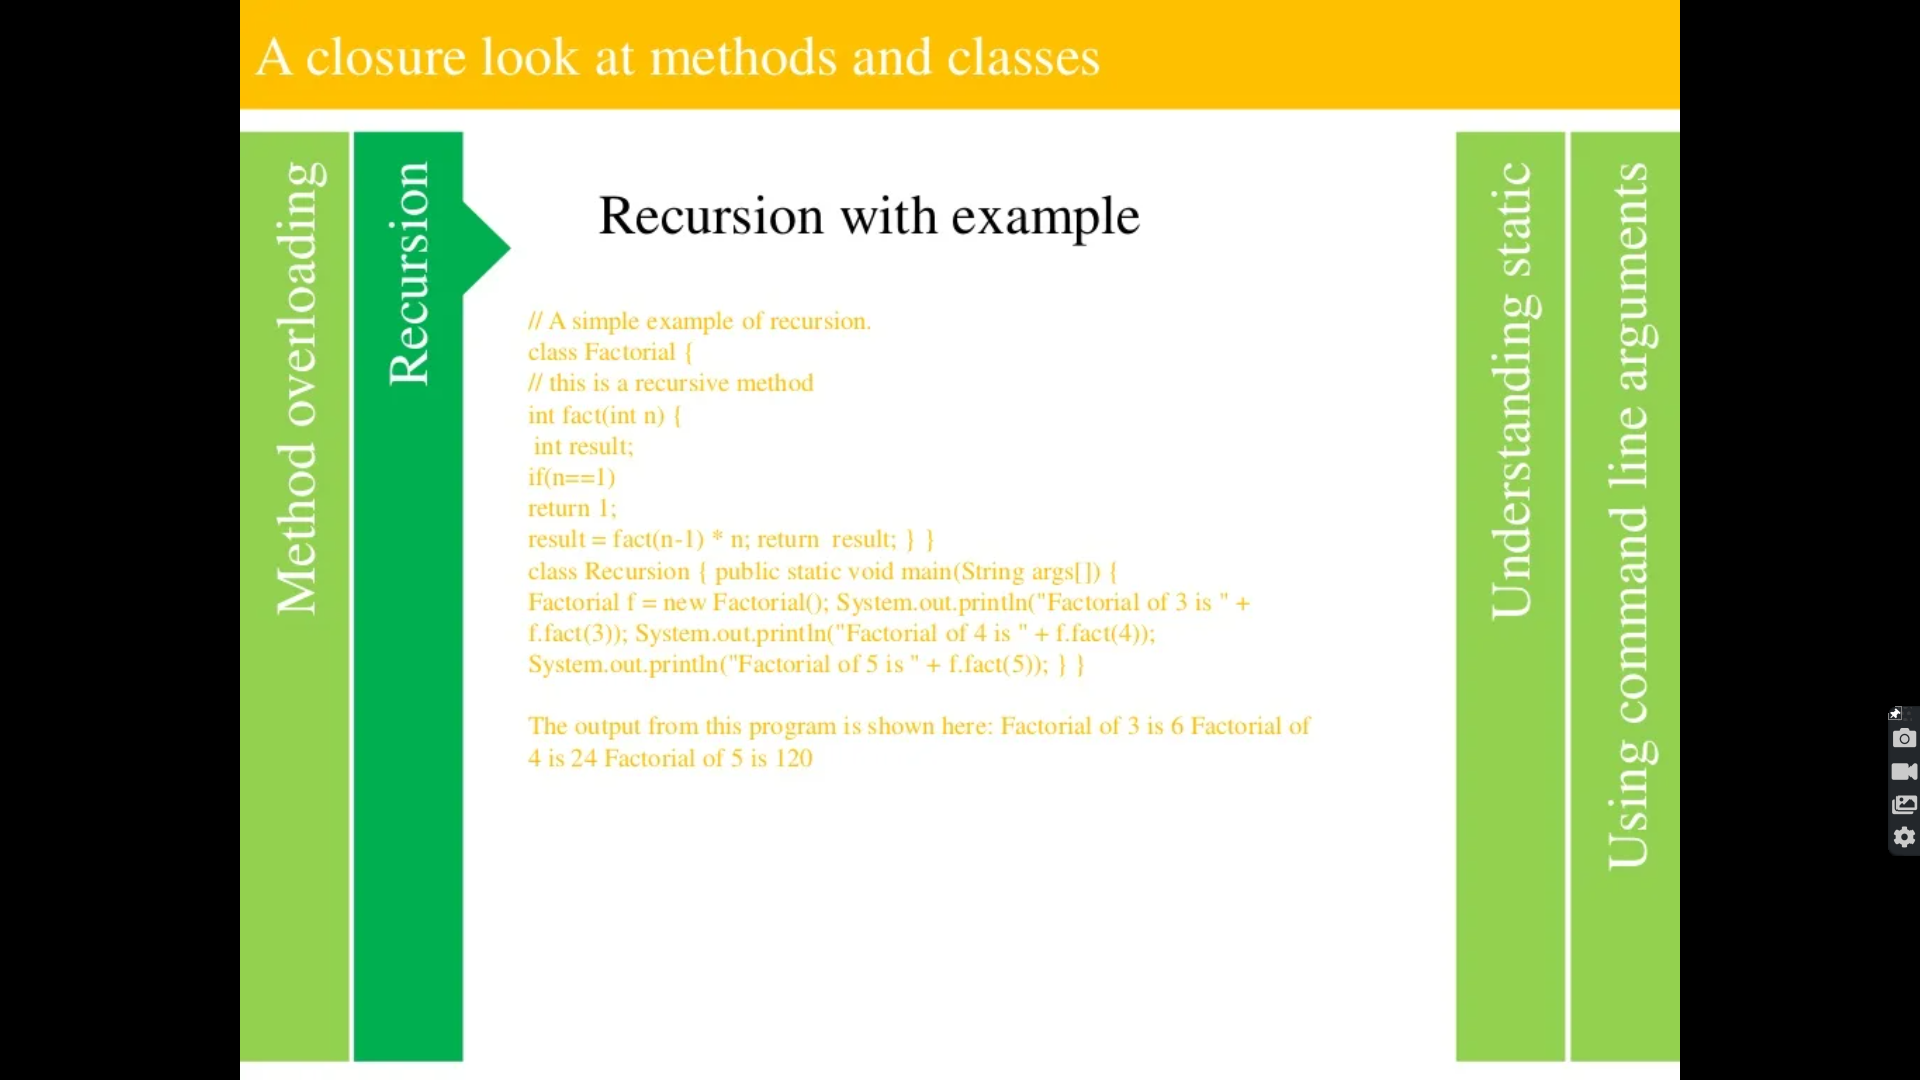 A closure look at methods and classes
Method overloading
Recursion
Recursion with example
// A simple example of recursion.
class Factorial {
// this is a recursive method
int fact(int n) {
int result;
if(n==1)
return 1;
result = fact(n-1) * n; return  result; } }
class Recursion { public static void main(String args[]) {
Factorial f = new Factorial(); System.out.println("Factorial of 3 is " +
f.fact(3)); System.out.println("Factorial of 4 is " + f.fact(4));
System.out.println("Factorial of 5 is " + f.fact(5)); } }
The output from this program is shown here: Factorial of 3 is 6 Factorial of
4 is 24 Factorial of 5 is 120
Understanding static
Using command line arguments